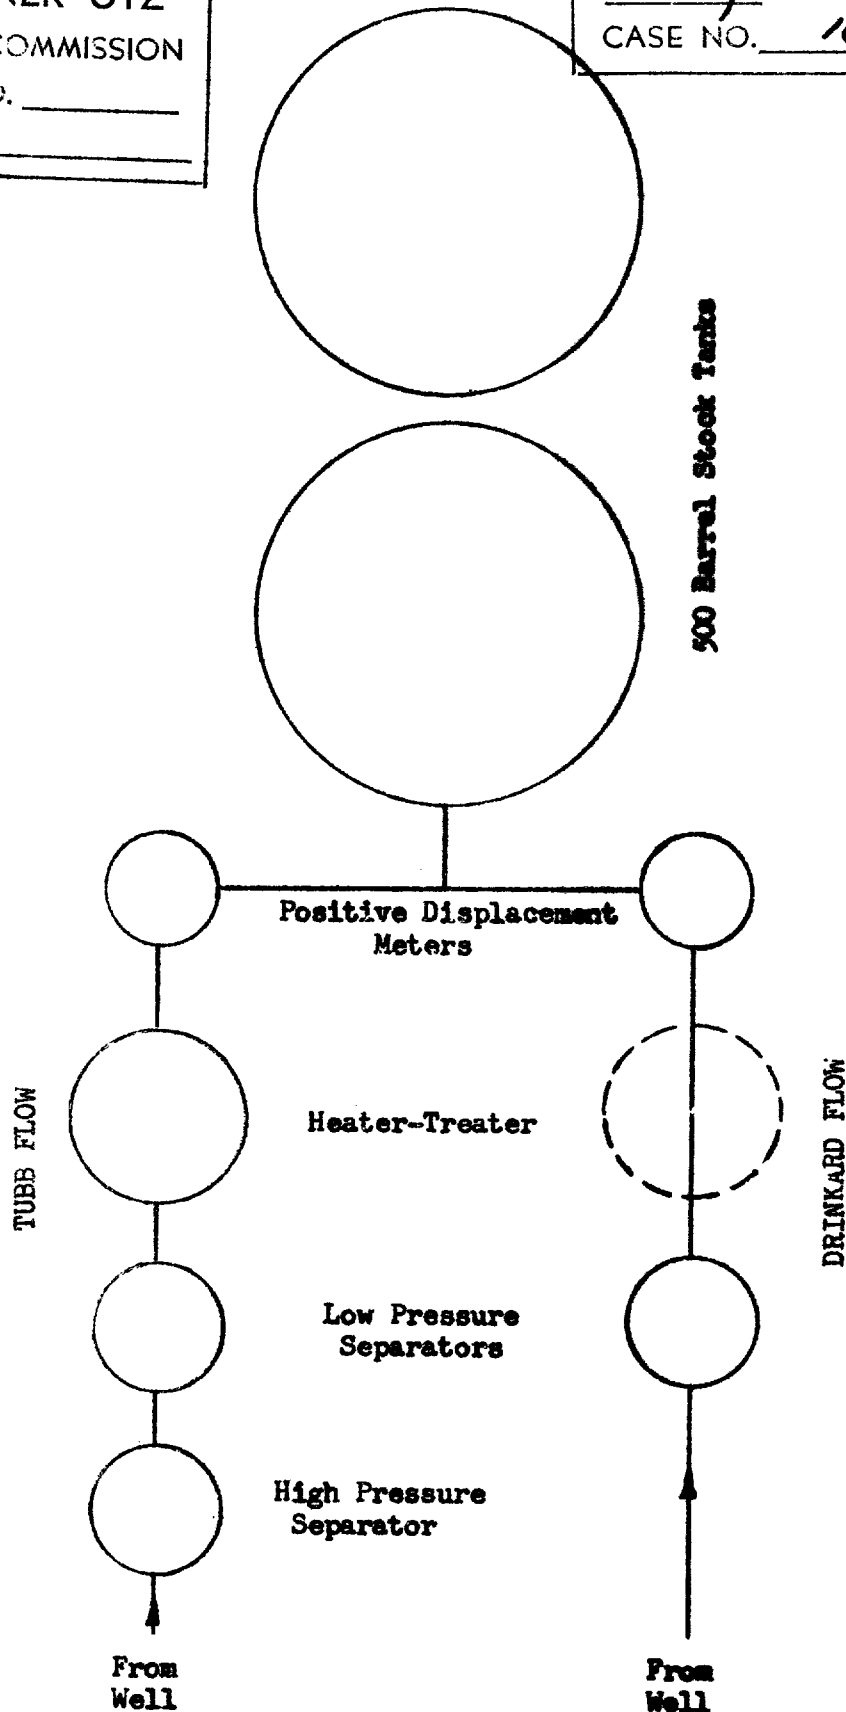 UTZ
COMMISSION
CASE NO.
500 Barrel Stock Tanks
Positive Displacement
Meters
TUBB FLOW
Heater-Treater
DRINKARD FLOW
Low Pressure
Separators
High Pressure
Separator
From
Well
From
Well